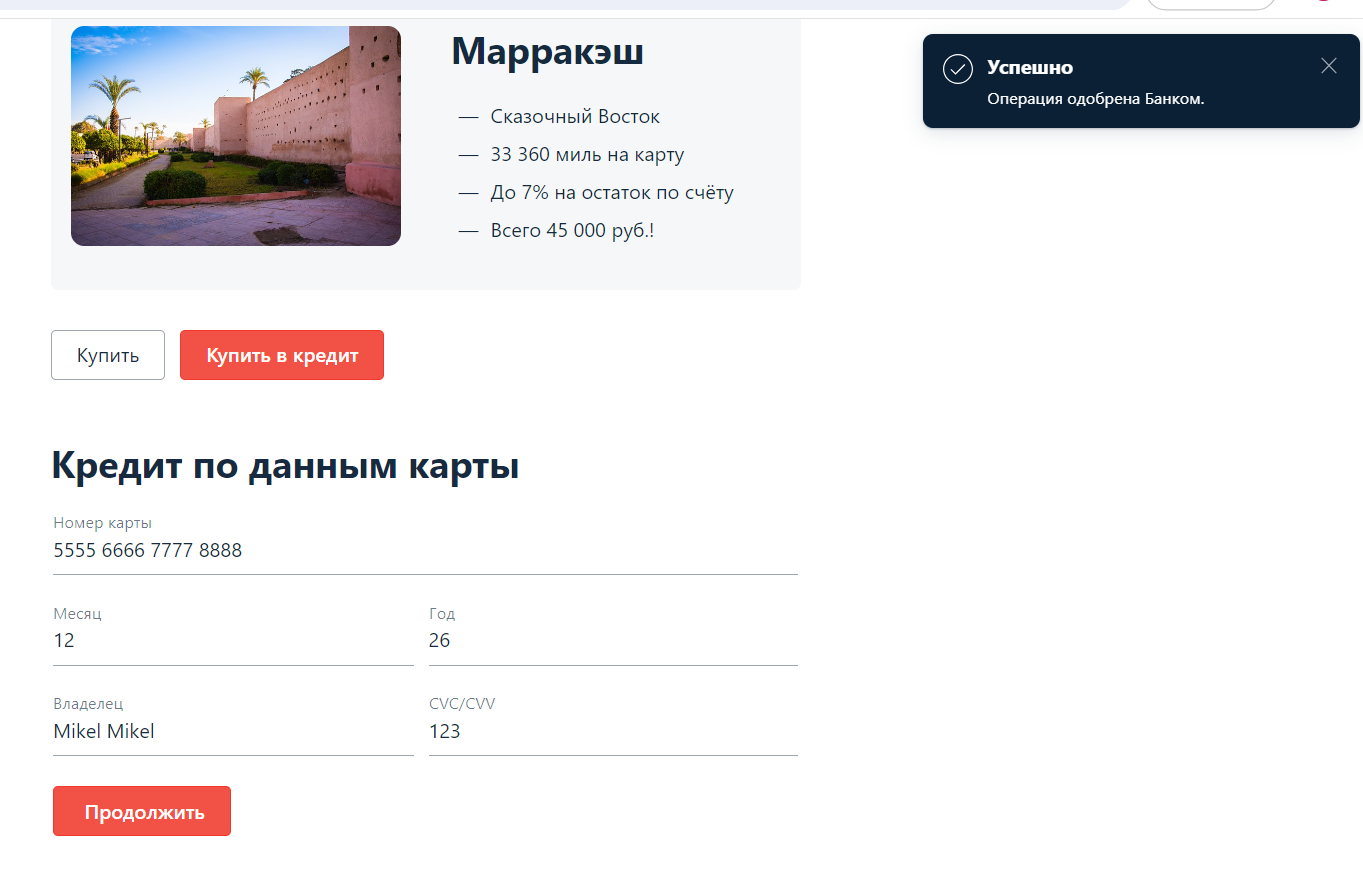 Марракэш
— Сказочный Восток
— 33 360 миль на карту
— До 7% на остаток по счёту
— Всего 45 000 руб.!
Успешно
Операция одобрена Банком.
Купить
Купить в кредит
Кредит по данным карты
Номер карты
5555 6666 7777 8888
Месяц
Год
12
26
Владелец
CVC/CVV
Mikel Mikel
123
Продолжить